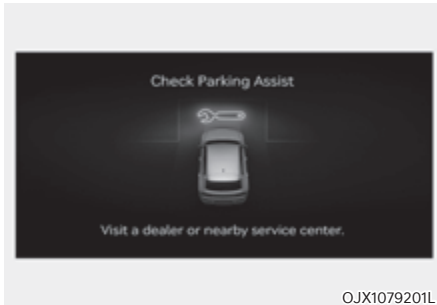 Check Parking Assist
Visit a dealer or nearby service center.
OJX1079201L